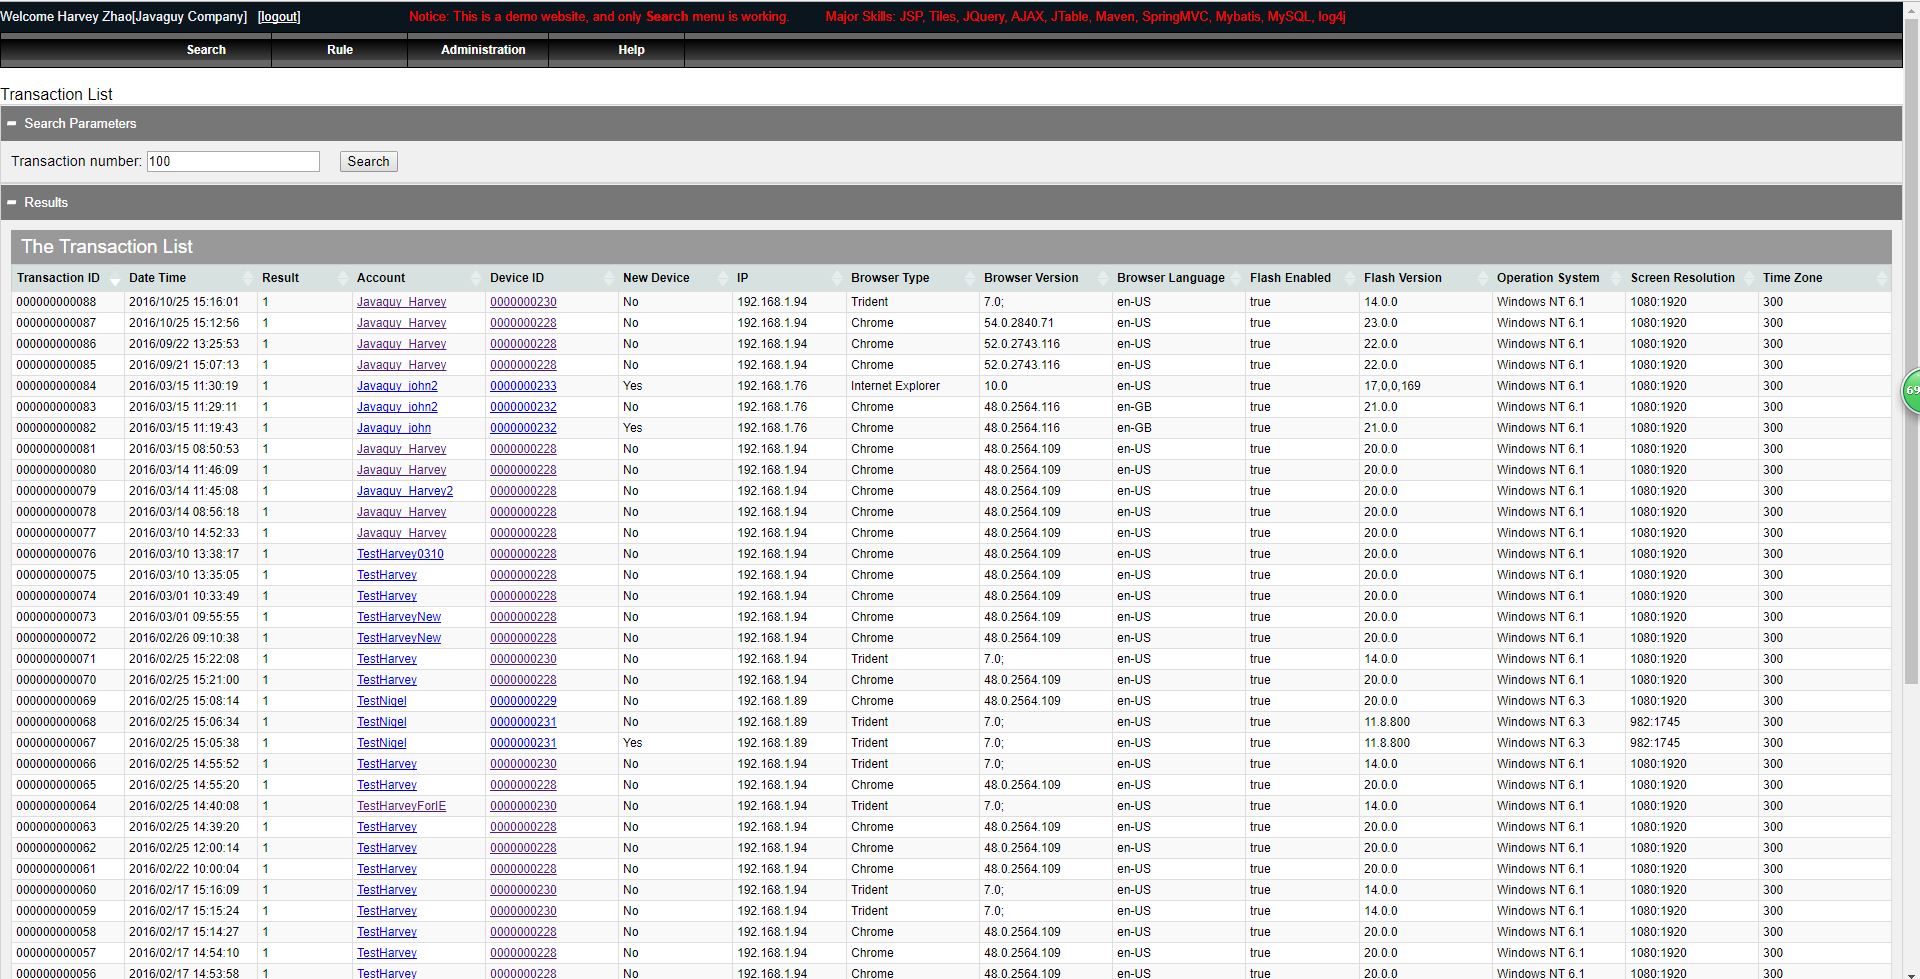 Welcome Harvey Zhao[Javaguy Company] [logout] Notice: This is a demo website, and only Search menu is working. Major Skills: JSP, Tiles, JQuery, AJAX, JTable, Maven, SpringMVC, Mybatis, MySQL, log4j
Search Rule Administration Help
Transaction List
Search Parameters
Transaction number: 100 Search
Results
The Transaction List
Transaction ID Date Time Result Account Device ID New Device IP Browser Type Browser Version Browser Language Flash Enabled Flash Version Operation System Screen Resolution Time Zone
000000000088 2016/10/25 15:16:01 1 Javaguy_Harvey 0000000230 No 192.168.1.94 Trident 7.0; en-US true 14.0.0 Windows NT 6.1 1080:1920 300
000000000087 2016/10/25 15:12:56 1 Javaguy_Harvey 0000000228 No 192.168.1.94 Chrome 54.0.2840.71 en-US true 23.0.0 Windows NT 6.1 1080:1920 300
000000000086 2016/09/22 13:25:53 1 Javaguy_Harvey 0000000228 No 192.168.1.94 Chrome 52.0.2743.116 en-US true 22.0.0 Windows NT 6.1 1080:1920 300
000000000085 2016/09/21 15:07:13 1 Javaguy_Harvey 0000000228 No 192.168.1.94 Chrome 52.0.2743.116 en-US true 22.0.0 Windows NT 6.1 1080:1920 300
000000000084 2016/03/15 11:30:19 1 Javaguy_john2 0000000233 Yes 192.168.1.76 Internet Explorer 10.0 en-US true 17,0,0,169 Windows NT 6.1 1080:1920 300
000000000083 2016/03/15 11:29:11 1 Javaguy_john2 0000000232 No 192.168.1.76 Chrome 48.0.2564.116 en-GB true 21.0.0 Windows NT 6.1 1080:1920 300
000000000082 2016/03/15 11:19:43 1 Javaguy_john 0000000232 Yes 192.168.1.76 Chrome 48.0.2564.116 en-GB true 21.0.0 Windows NT 6.1 1080:1920 300
000000000081 2016/03/15 08:50:53 1 Javaguy_Harvey 0000000228 No 192.168.1.94 Chrome 48.0.2564.109 en-US true 20.0.0 Windows NT 6.1 1080:1920 300
000000000080 2016/03/14 11:46:09 1 Javaguy_Harvey 0000000228 No 192.168.1.94 Chrome 48.0.2564.109 en-US true 20.0.0 Windows NT 6.1 1080:1920 300
000000000079 2016/03/14 11:45:08 1 Javaguy_Harvey2 0000000228 No 192.168.1.94 Chrome 48.0.2564.109 en-US true 20.0.0 Windows NT 6.1 1080:1920 300
000000000078 2016/03/14 08:56:18 1 Javaguy_Harvey 0000000228 No 192.168.1.94 Chrome 48.0.2564.109 en-US true 20.0.0 Windows NT 6.1 1080:1920 300
000000000077 2016/03/10 14:52:33 1 Javaguy_Harvey 0000000228 No 192.168.1.94 Chrome 48.0.2564.109 en-US true 20.0.0 Windows NT 6.1 1080:1920 300
000000000076 2016/03/10 13:38:17 1 TestHarvey0310 0000000228 No 192.168.1.94 Chrome 48.0.2564.109 en-US true 20.0.0 Windows NT 6.1 1080:1920 300
000000000075 2016/03/10 13:35:05 1 TestHarvey 0000000228 No 192.168.1.94 Chrome 48.0.2564.109 en-US true 20.0.0 Windows NT 6.1 1080:1920 300
000000000074 2016/03/01 10:33:49 1 TestHarvey 0000000228 No 192.168.1.94 Chrome 48.0.2564.109 en-US true 20.0.0 Windows NT 6.1 1080:1920 300
000000000073 2016/03/01 09:55:55 1 TestHarveyNew 0000000228 No 192.168.1.94 Chrome 48.0.2564.109 en-US true 20.0.0 Windows NT 6.1 1080:1920 300
000000000072 2016/02/26 09:10:38 1 TestHarveyNew 0000000228 No 192.168.1.94 Chrome 48.0.2564.109 en-US true 20.0.0 Windows NT 6.1 1080:1920 300
000000000071 2016/02/25 15:22:08 1 TestHarvey 0000000230 No 192.168.1.94 Trident 7.0; en-US true 14.0.0 Windows NT 6.1 1080:1920 300
000000000070 2016/02/25 15:21:00 1 TestHarvey 0000000228 No 192.168.1.94 Chrome 48.0.2564.109 en-US true 20.0.0 Windows NT 6.1 1080:1920 300
000000000069 2016/02/25 15:08:14 1 TestNigel 0000000229 No 192.168.1.89 Chrome 48.0.2564.109 en-US true 20.0.0 Windows NT 6.3 1080:1920 300
000000000068 2016/02/25 15:06:34 1 TestNigel 0000000231 No 192.168.1.89 Trident 7.0; en-US true 11.8.800 Windows NT 6.3 982:1745 300
000000000067 2016/02/25 15:05:38 1 TestNigel 0000000231 Yes 192.168.1.89 Trident 7.0; en-US true 11.8.800 Windows NT 6.3 982:1745 300
000000000066 2016/02/25 14:55:52 1 TestHarvey 0000000230 No 192.168.1.94 Trident 7.0; en-US true 14.0.0 Windows NT 6.1 1080:1920 300
000000000065 2016/02/25 14:55:20 1 TestHarvey 0000000228 No 192.168.1.94 Chrome 48.0.2564.109 en-US true 20.0.0 Windows NT 6.1 1080:1920 300
000000000064 2016/02/25 14:40:08 1 TestHarveyForIE 0000000230 No 192.168.1.94 Trident 7.0; en-US true 14.0.0 Windows NT 6.1 1080:1920 300
000000000063 2016/02/25 14:39:20 1 TestHarvey 0000000228 No 192.168.1.94 Chrome 48.0.2564.109 en-US true 20.0.0 Windows NT 6.1 1080:1920 300
000000000062 2016/02/25 12:00:14 1 TestHarvey 0000000228 No 192.168.1.94 Chrome 48.0.2564.109 en-US true 20.0.0 Windows NT 6.1 1080:1920 300
000000000061 2016/02/22 10:00:04 1 TestHarvey 0000000228 No 192.168.1.94 Chrome 48.0.2564.109 en-US true 20.0.0 Windows NT 6.1 1080:1920 300
000000000060 2016/02/17 15:16:09 1 TestHarvey 0000000230 No 192.168.1.94 Trident 7.0; en-US true 14.0.0 Windows NT 6.1 1080:1920 300
000000000059 2016/02/17 15:15:24 1 TestHarvey 0000000230 No 192.168.1.94 Trident 7.0; en-US true 14.0.0 Windows NT 6.1 1080:1920 300
000000000058 2016/02/17 15:14:27 1 TestHarvey 0000000228 No 192.168.1.94 Chrome 48.0.2564.109 en-US true 20.0.0 Windows NT 6.1 1080:1920 300
000000000057 2016/02/17 14:54:10 1 TestHarvey 0000000228 No 192.168.1.94 Chrome 48.0.2564.109 en-US true 20.0.0 Windows NT 6.1 1080:1920 300
000000000056 2016/02/17 14:53:58 1 TestHarvey 0000000228 No 192.168.1.94 Chrome 48.0.2564.109 en-US true 20.0.0 Windows NT 6.1 1080:1920 300